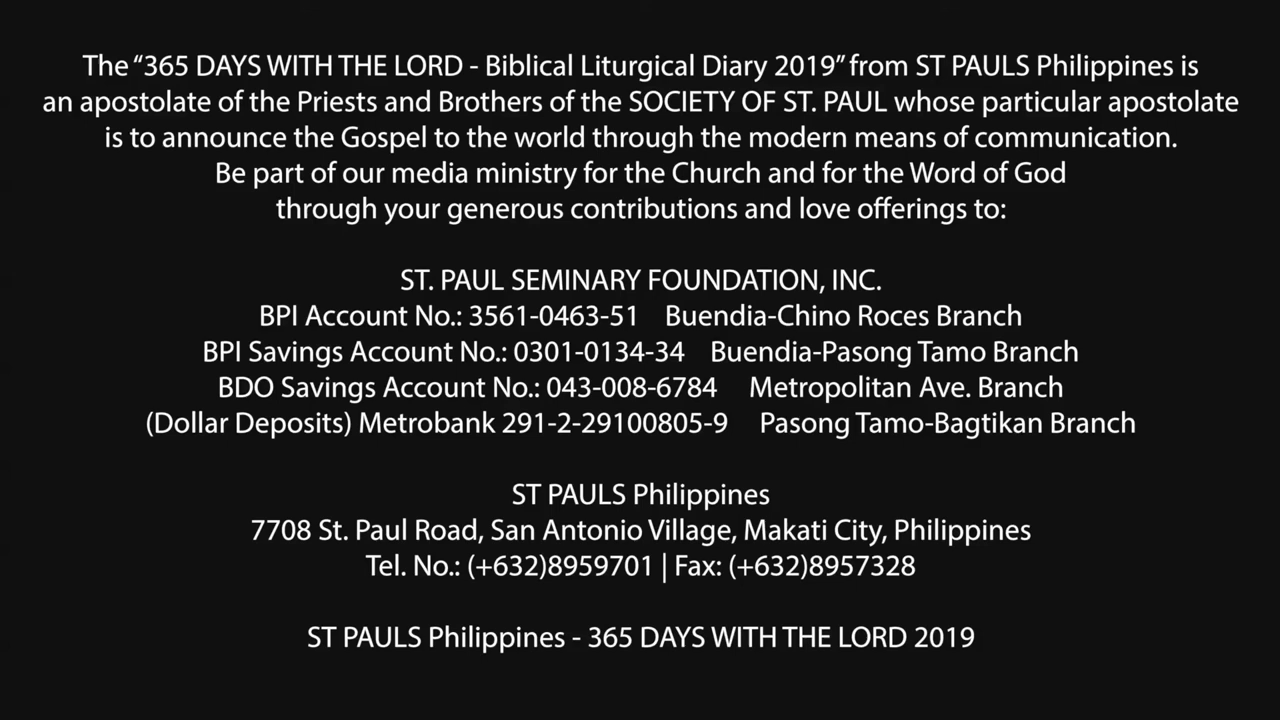 The “365 DAYS WITH THE LORD - Biblical Liturgical Diary 2019” from ST PAULS Philippines is
an apostolate of the Priests and Brothers of the SOCIETY OF ST. PAUL whose particular apostolate
is to announce the Gospel to the world through the modern means of communication.
Be part of our media ministry for the Church and for the Word of God
through your generous contributions and love offerings to:
ST. PAUL SEMINARY FOUNDATION, INC.
BPI Account No.: 3561-0463-51 Buendia-Chino Roces Branch
BPI Savings Account No.: 0301-0134-34 Buendia-Pasong Tamo Branch
BDO Savings Account No.: 043-008-6784 Metropolitan Ave. Branch
(Dollar Deposits) Metrobank 291-2-29100805-9 Pasong Tamo-Bagtikan Branch
ST PAULS Philippines
7708 St. Paul Road, San Antonio Village, Makati City, Philippines
Tel. No.: (+632)8959701 | Fax: (+632)8957328
ST PAULS Philippines - 365 DAYS WITH THE LORD 2019